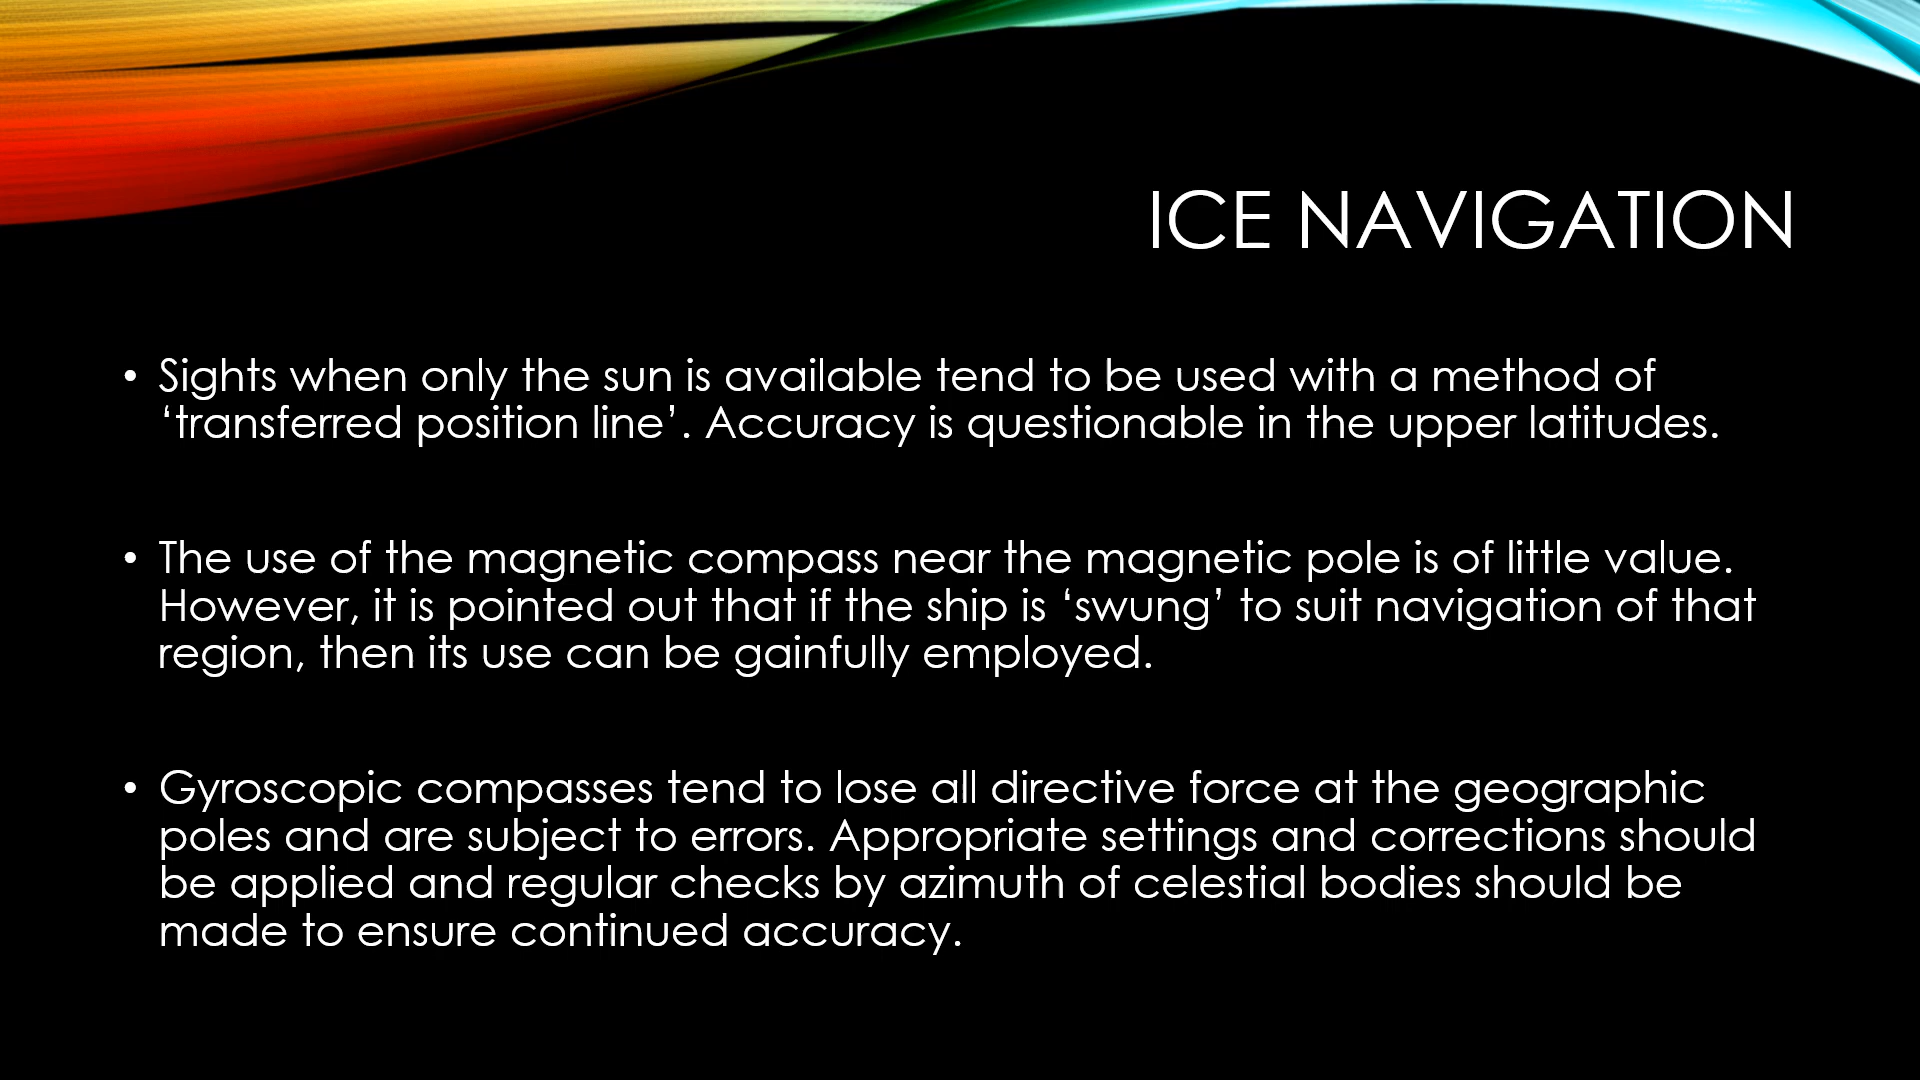 ICE NAVIGATION
• Sights when only the sun is available tend to be used with a method of
‘transferred position line’. Accuracy is questionable in the upper latitudes.
• The use of the magnetic compass near the magnetic pole is of little value.
However, it is pointed out that if the ship is ‘swung’ to suit navigation of that
region, then its use can be gainfully employed.
• Gyroscopic compasses tend to lose all directive force at the geographic
poles and are subject to errors. Appropriate settings and corrections should
be applied and regular checks by azimuth of celestial bodies should be
made to ensure continued accuracy.